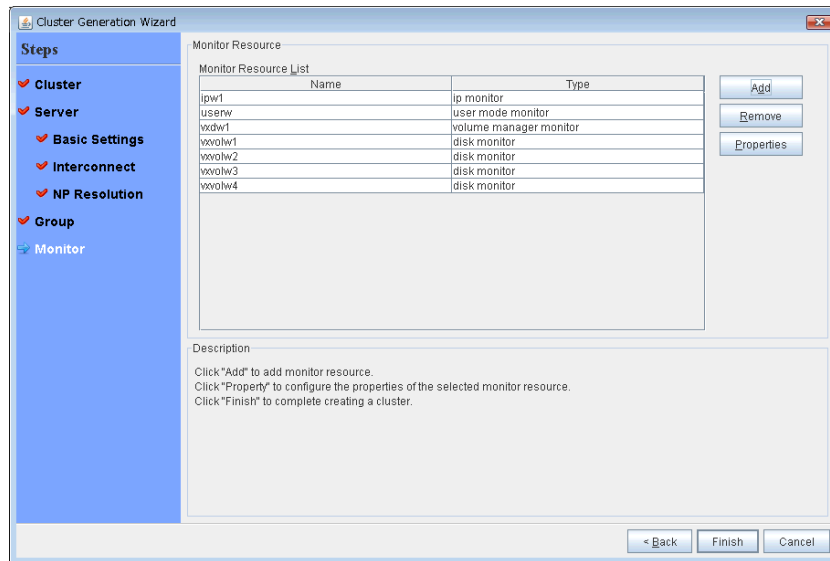 Cluster Generation Wizard
Steps
Cluster
Server
Basic Settings
Interconnect
NP Resolution
Group
Monitor
Monitor Resource
Monitor Resource List
Name Type
ipw1 ip monitor
userw user mode monitor
vxdw1 volume manager monitor
vxvolw1 disk monitor
vxvolw2 disk monitor
vxvolw3 disk monitor
vxvolw4 disk monitor
Add
Remove
Properties
Description
Click "Add" to add monitor resource.
Click "Property" to configure the properties of the selected monitor resource.
Click "Finish" to complete creating a cluster.
< Back Finish Cancel